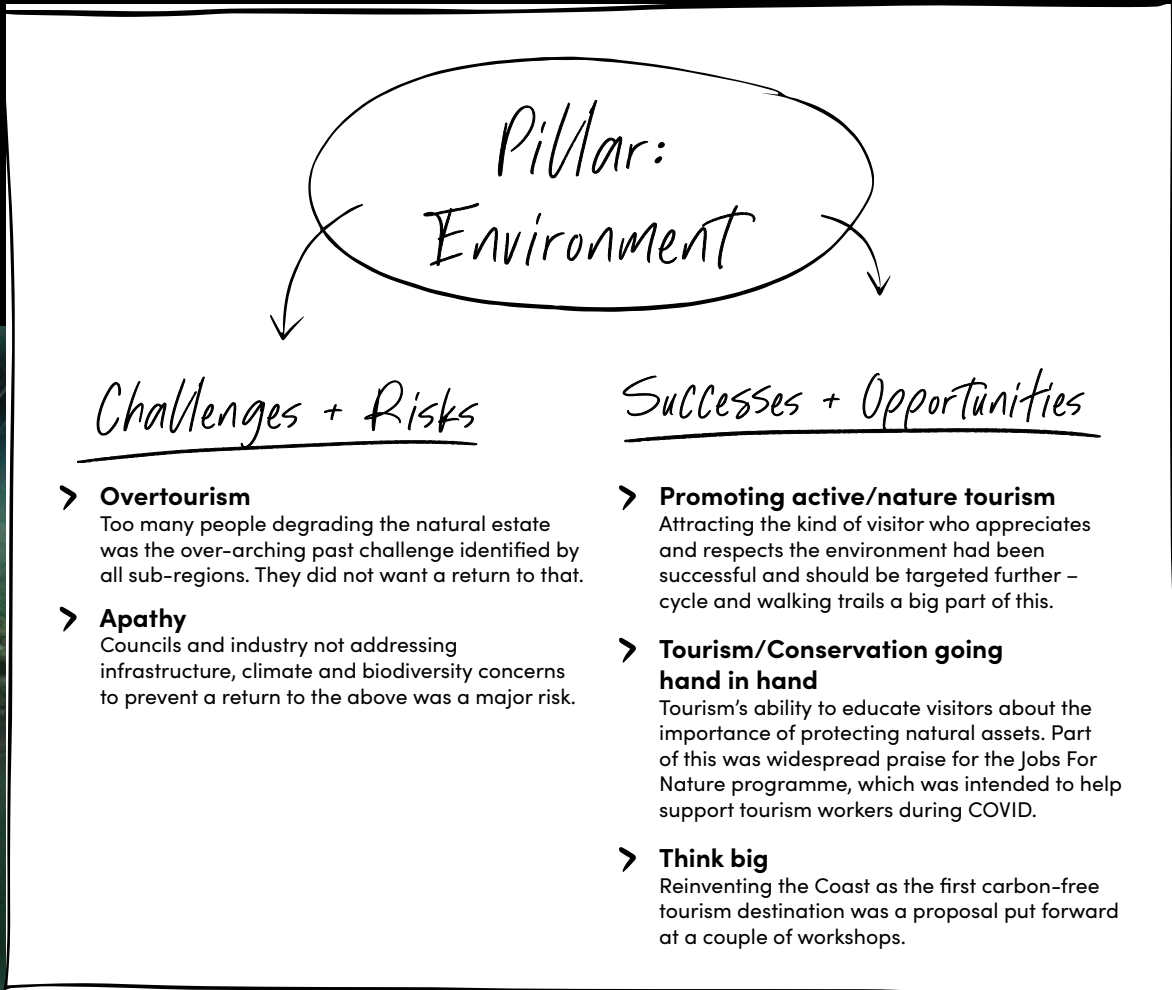 Pillar:
Environment
Challenges + Risks
Overtourism
Too many people degrading the natural estate
was the over-arching past challenge identified by
all sub-regions. They did not want a return to that.
Apathy
Councils and industry not addressing
infrastructure, climate and biodiversity concerns
to prevent a return to the above was a major risk.
Successes + Opportunities
Promoting active/nature tourism
Attracting the kind of visitor who appreciates
and respects the environment had been
successful and should be targeted further –
cycle and walking trails a big part of this.
Tourism/Conservation going
hand in hand
Tourism's ability to educate visitors about the
importance of protecting natural assets. Part
of this was widespread praise for the Jobs For
Nature programme, which was intended to help
support tourism workers during COVID.
Think big
Reinventing the Coast as the first carbon-free
tourism destination was a proposal put forward
at a couple of workshops.